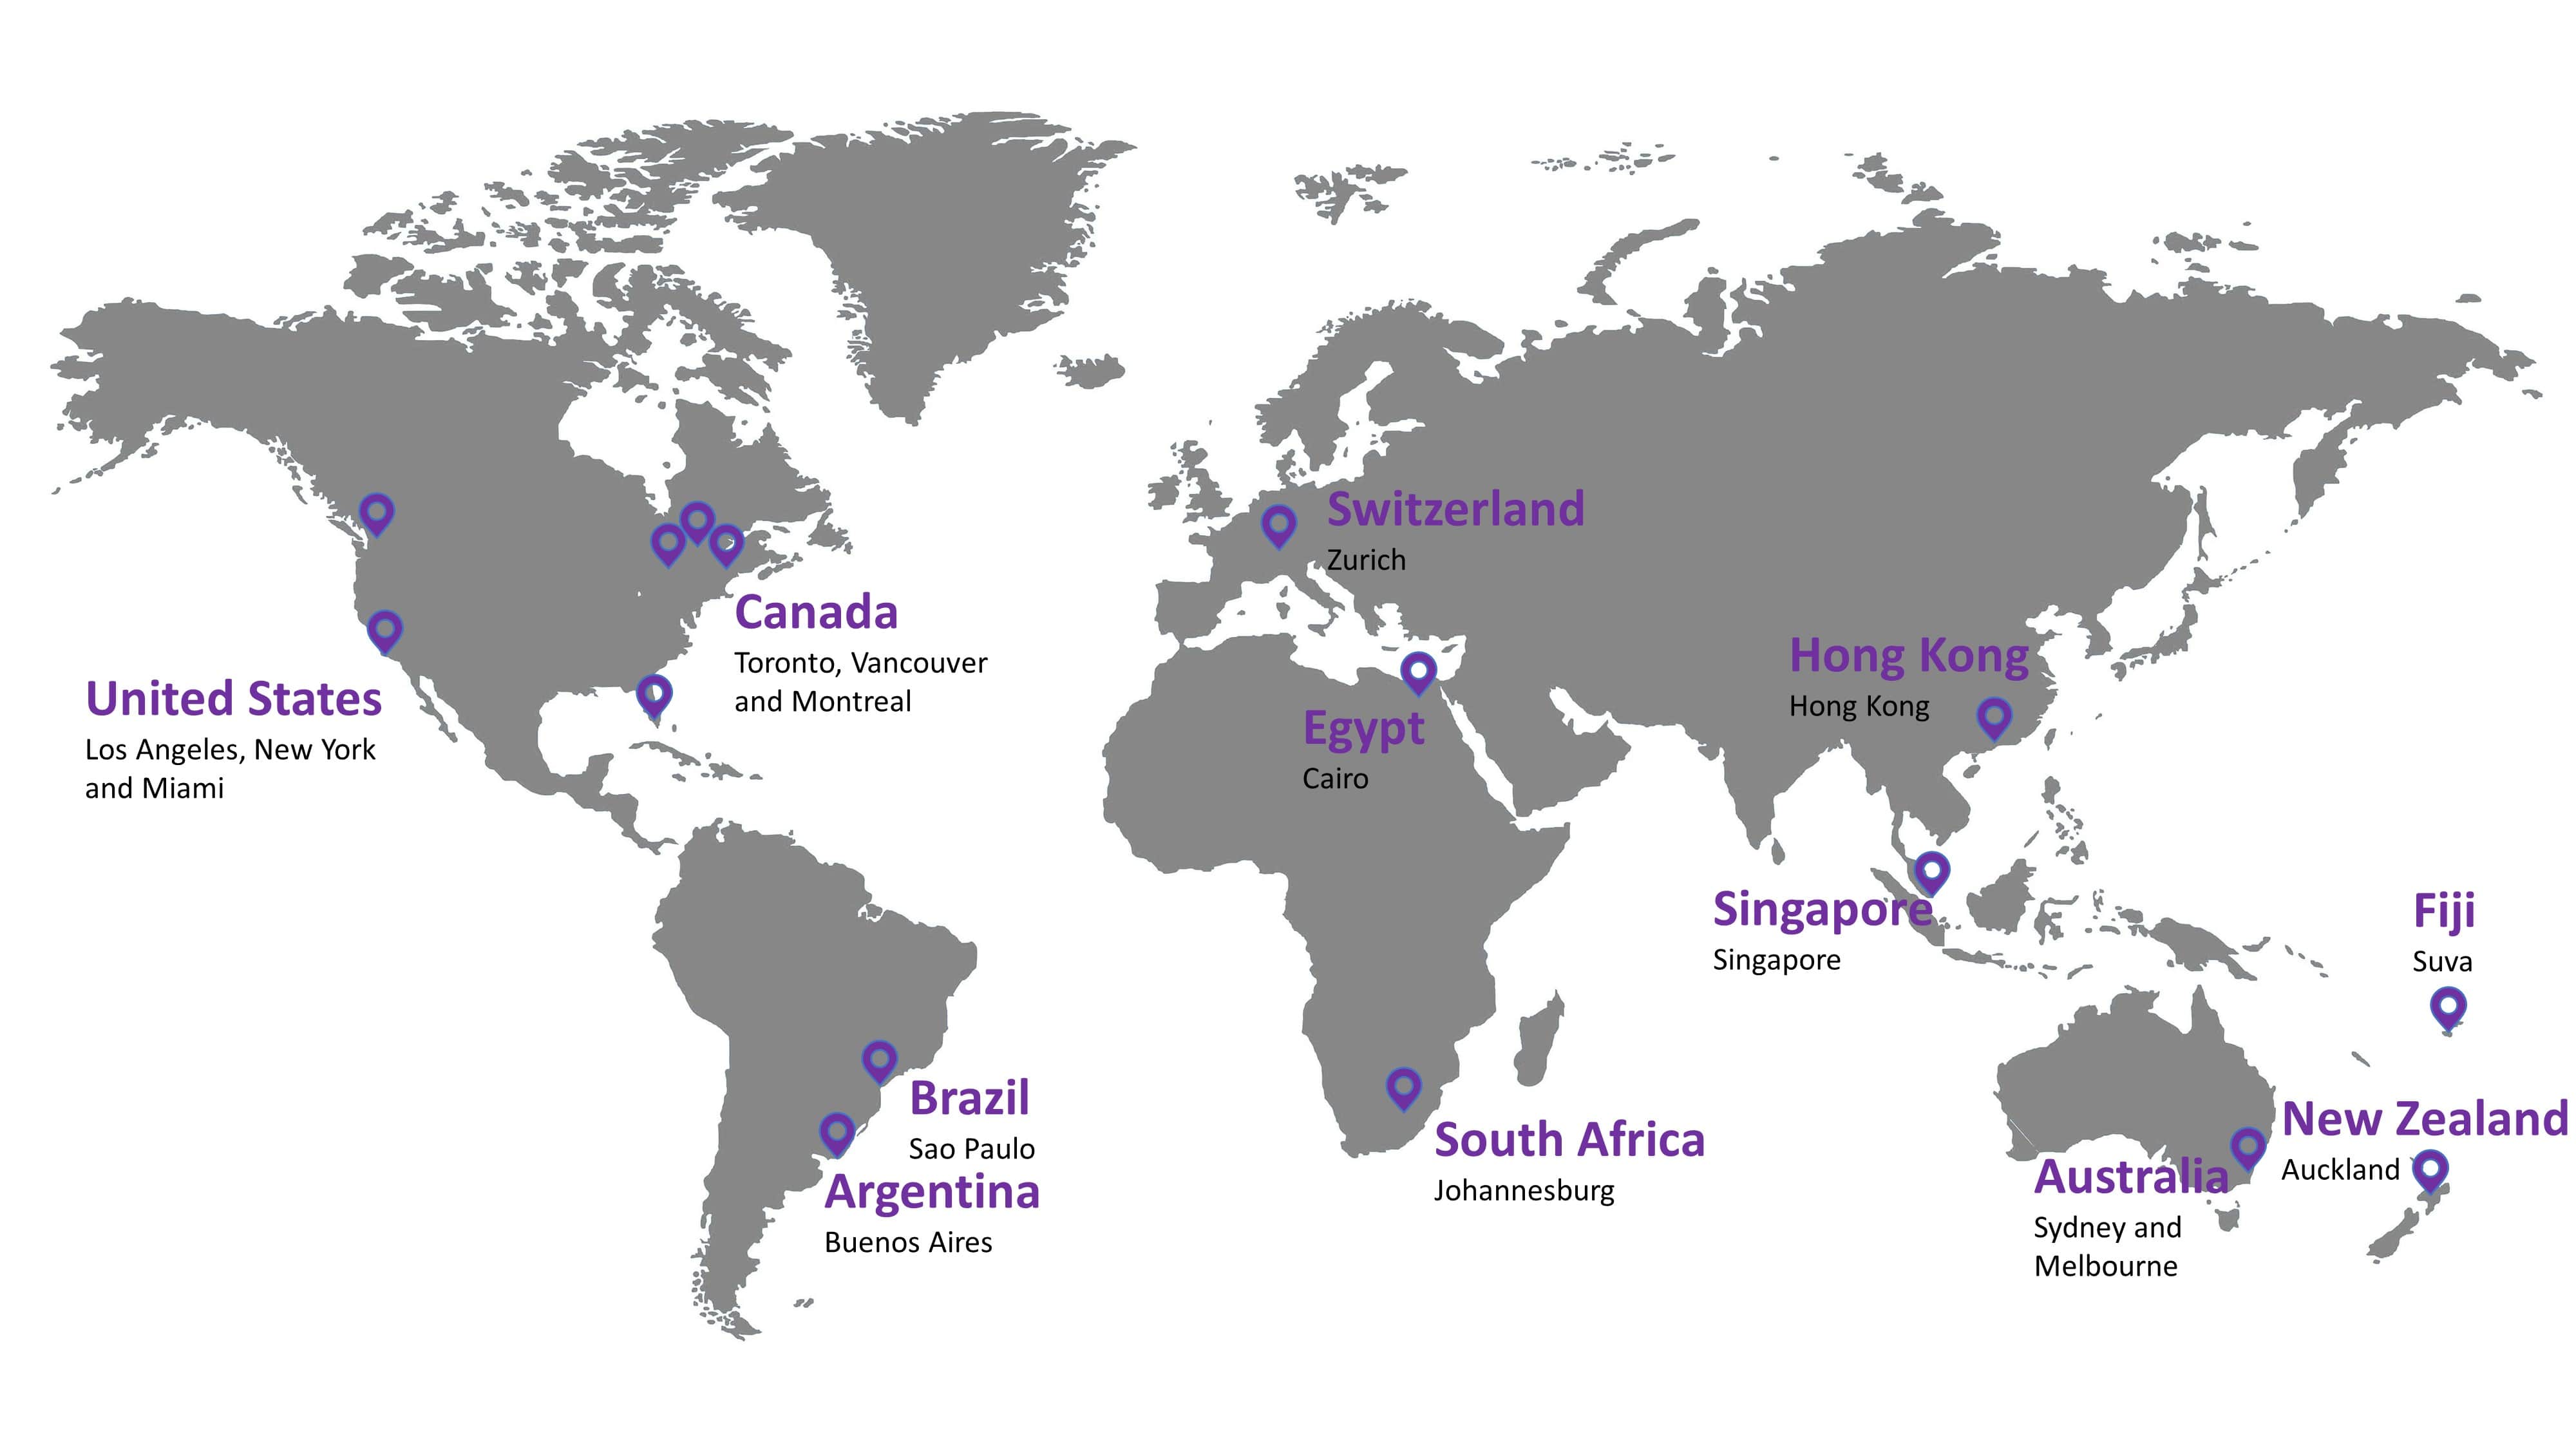 Switzerland
Zurich
Canada
Toronto, Vancouver
and Montreal
Hong Kong
Hong Kong
United States
Los Angeles, New York
and Miami
Egypt
Cairo
Singapore
Singapore
Fiji
Suva
Brazil
Sao Paulo
Argentina
Buenos Aires
South Africa
Johannesburg
New Zealand
Auckland
Australia
Sydney and
Melbourne